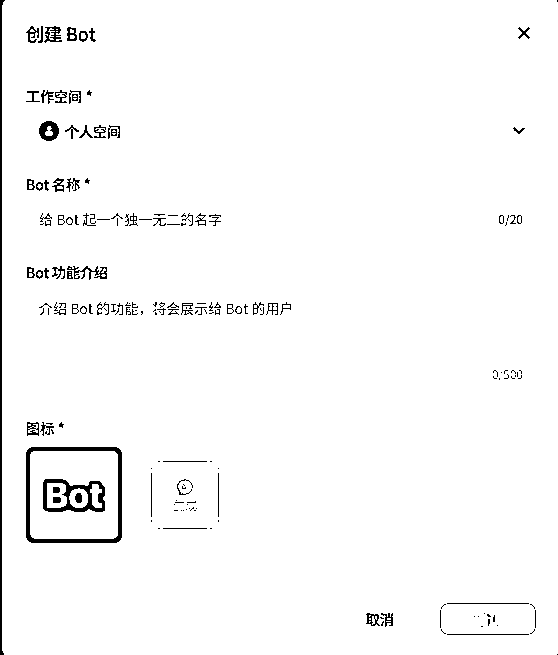 创建 Bot
工作空间 *
个人空间
Bot 名称 *
给 Bot 起一个独一无二的名字
0/20
Bot 功能介绍
介绍 Bot 的功能，将会展示给 Bot 的用户
0/500
图标 *
Bot
取消